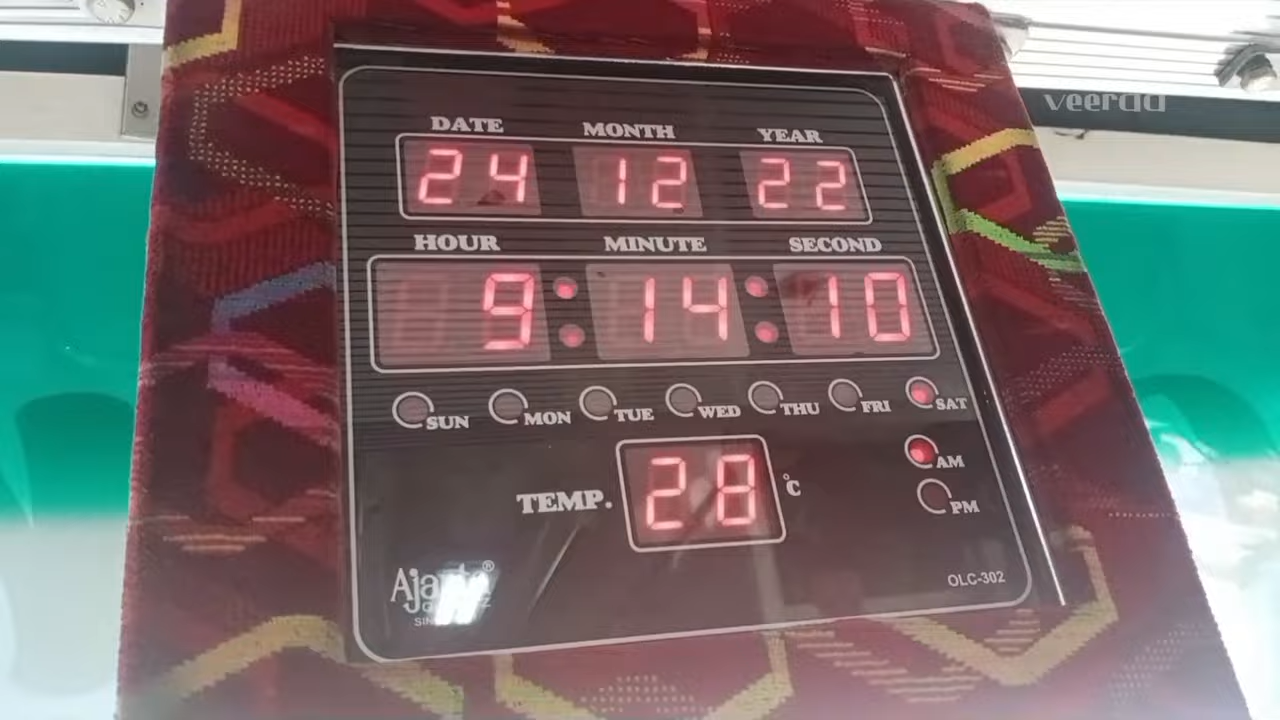 veeraa
DATE MONTH YEAR
24 12 22
HOUR MINUTE SECOND
9:14:10
SUN MON TUE WED THU FRI SAT
AM
TEMP. 28 °C
PM
OLC-302